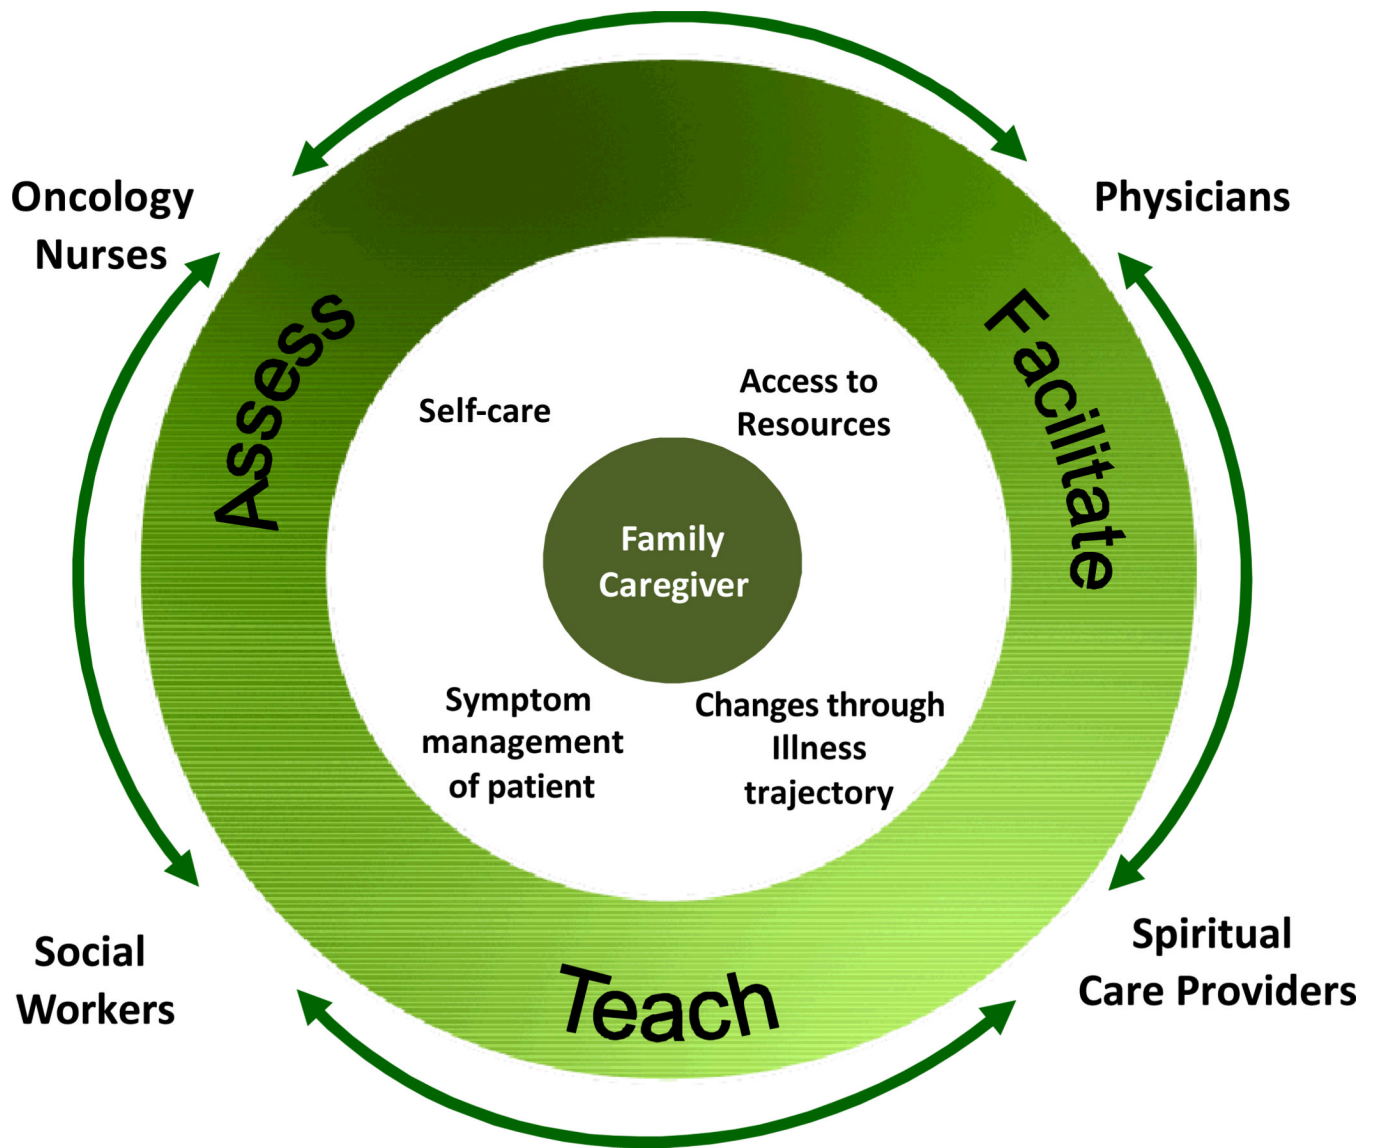 Oncology
Nurses
Physicians
Assess
Facilitate
Self-care
Access to
Resources
Family
Caregiver
Symptom
management
of patient
Changes through
Illness
trajectory
Social
Workers
Teach
Spiritual
Care Providers